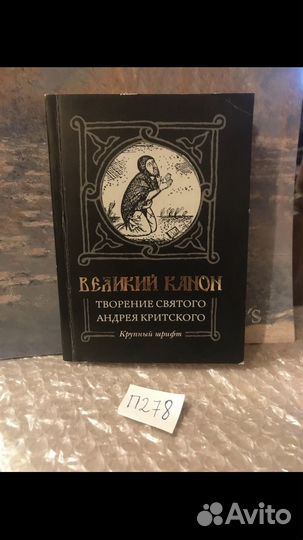 ВЕЛИКИЙ КАНОН
ТВОРЕНИЕ СВЯТОГО
АНДРЕЯ КРИТСКОГО
Крупный шрифт
П278
Avito